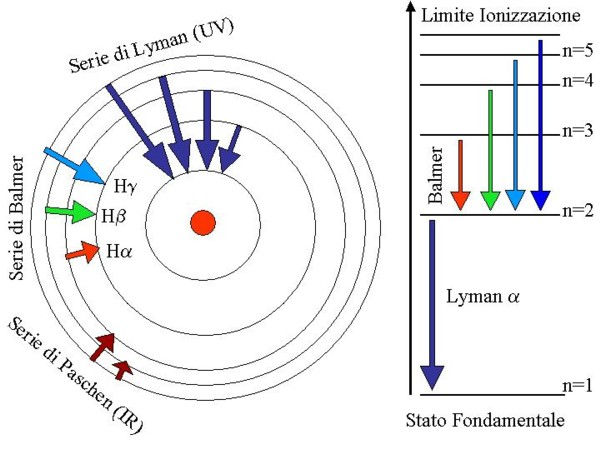 Serie di Lyman (UV)
Serie di Balmer
Hγ
Hβ
Hα
Serie di Paschen (IR)
Limite Ionizzazione
n=5
n=4
n=3
Balmer
n=2
Lyman α
n=1
Stato Fondamentale